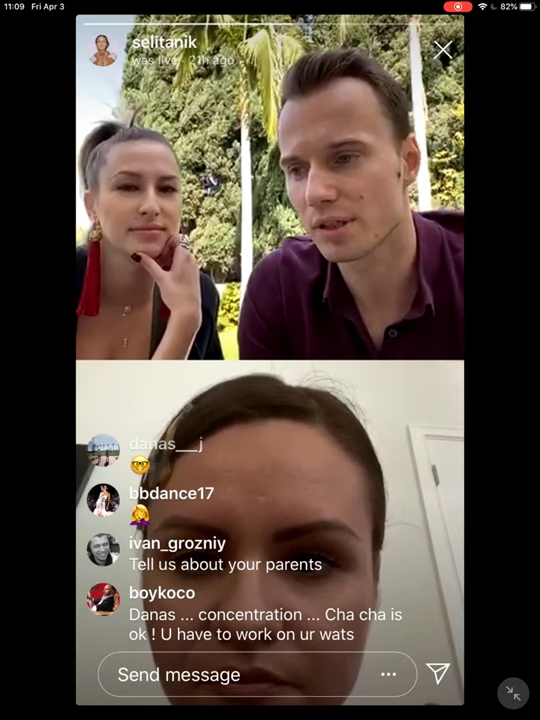 11:09 Fri Apr 3
82%
selitanik
was live · 21h ago
danas___j
bbdance17
ivan_grozniy
Tell us about your parents
boykoco
Danas ... concentration ... Cha cha is
ok ! U have to work on ur wats
Send message